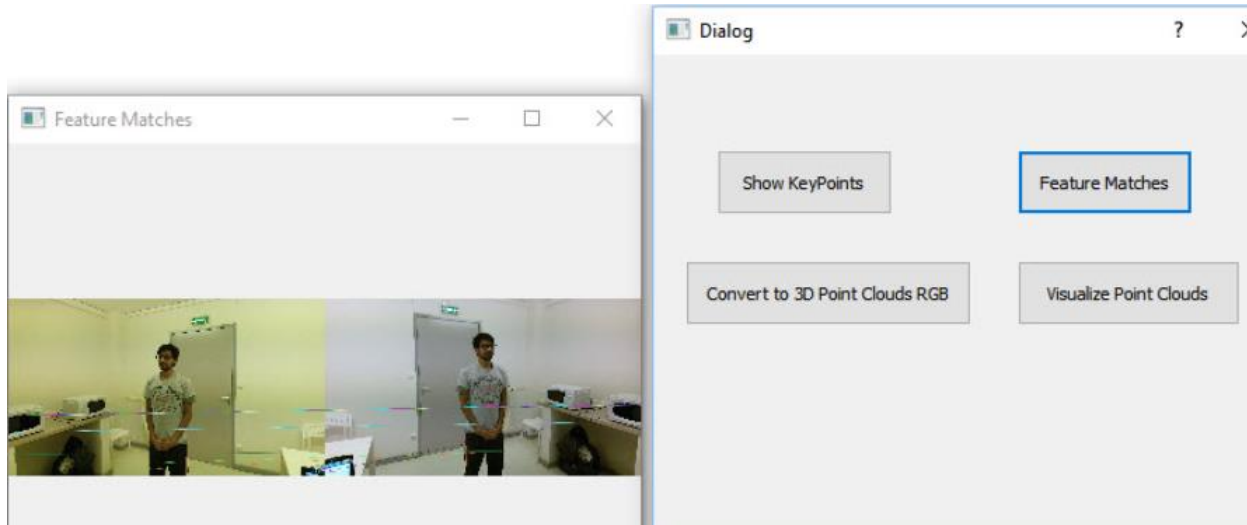 Dialog
?
Feature Matches
Show KeyPoints
Feature Matches
Convert to 3D Point Clouds RGB
Visualize Point Clouds